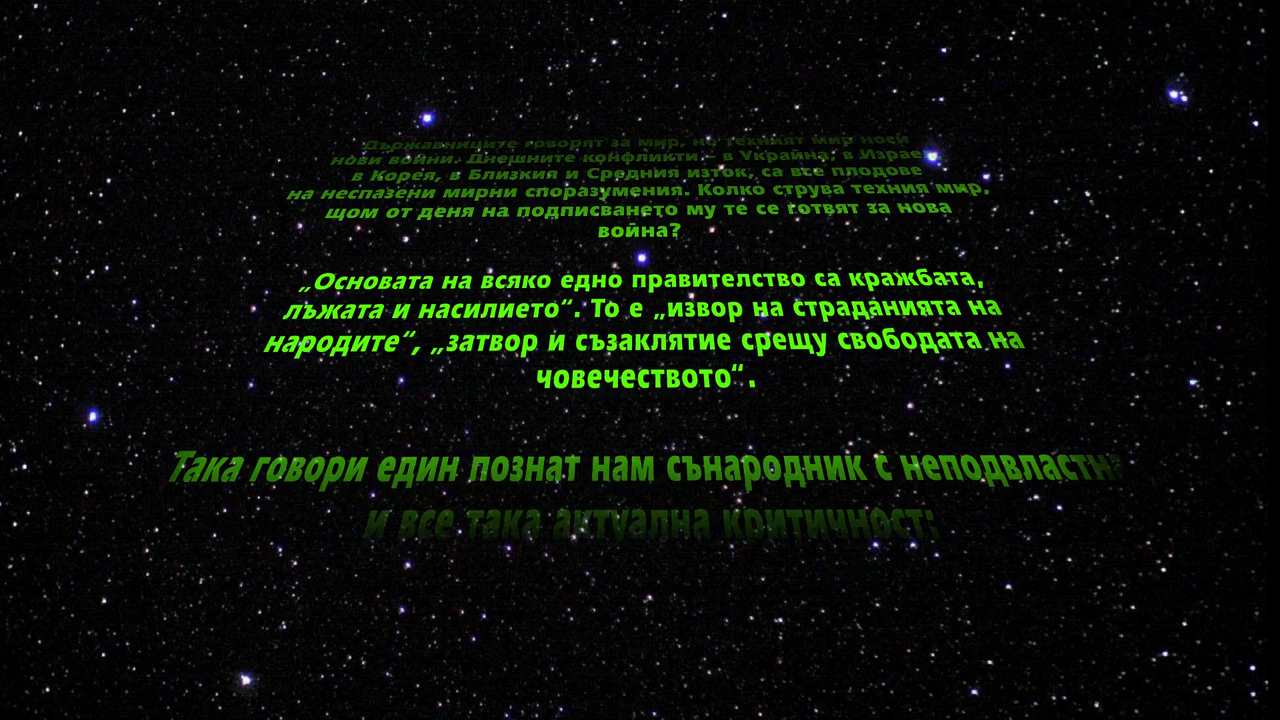 Държавниците говорят за мир, но техният мир носи
нови войни. Днешните конфликти – в Украйна, в Израе
в Корея, в Близкия и Средния изток, са все плодове
на неспазени мирни споразумения. Колко струва техния мир,
щом от деня на подписването му те се готвят за нова
война?
„Основата на всяко едно правителство са кражбата,
лъжата и насилието“. То е „извор на страданията на
народите“, „затвор и съзаклятие срещу свободата на
човечеството“.
Така говори един познат нам сънародник с неподвластна
и все така актуална критичност: